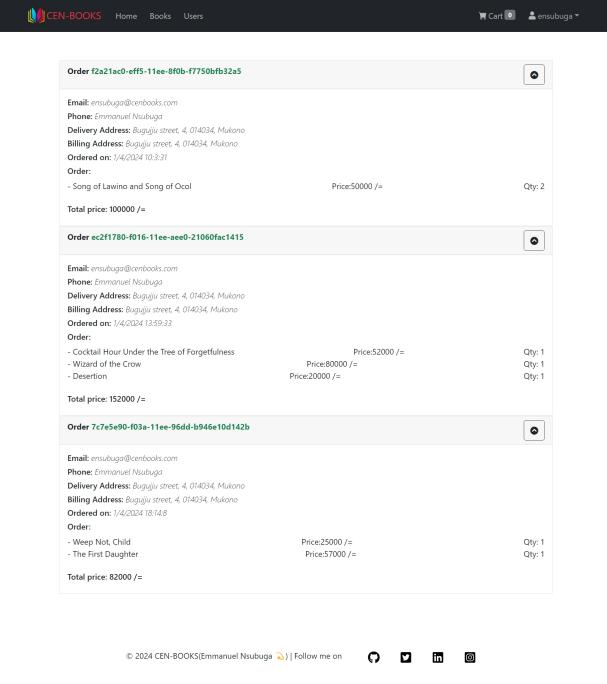 CEN-BOOKS Home Books Users Cart 0 ensubuga
Order f2a21ac0-eff5-11ee-8f0b-f7750bfb32a5
Email: ensubuga@cenbooks.com
Phone: Emmanuel Nsubuga
Delivery Address: Bugujju street, 4, 014034, Mukono
Billing Address: Bugujju street, 4, 014034, Mukono
Ordered on: 1/4/2024 10:3:31
Order:
- Song of Lawino and Song of Ocol Price:50000 /= Qty: 2
Total price: 100000 /=
Order ec2f1780-f016-11ee-aee0-21060fac1415
Email: ensubuga@cenbooks.com
Phone: Emmanuel Nsubuga
Delivery Address: Bugujju street, 4, 014034, Mukono
Billing Address: Bugujju street, 4, 014034, Mukono
Ordered on: 1/4/2024 13:59:33
Order:
- Cocktail Hour Under the Tree of Forgetfulness Price:52000 /= Qty: 1
- Wizard of the Crow Price:80000 /= Qty: 1
- Desertion Price:20000 /= Qty: 1
Total price: 152000 /=
Order 7c7e5e90-f03a-11ee-96dd-b946e10d142b
Email: ensubuga@cenbooks.com
Phone: Emmanuel Nsubuga
Delivery Address: Bugujju street, 4, 014034, Mukono
Billing Address: Bugujju street, 4, 014034, Mukono
Ordered on: 1/4/2024 18:14:8
Order:
- Weep Not, Child Price:25000 /= Qty: 1
- The First Daughter Price:57000 /= Qty: 1
Total price: 82000 /=
© 2024 CEN-BOOKS(Emmanuel Nsubuga ) | Follow me on